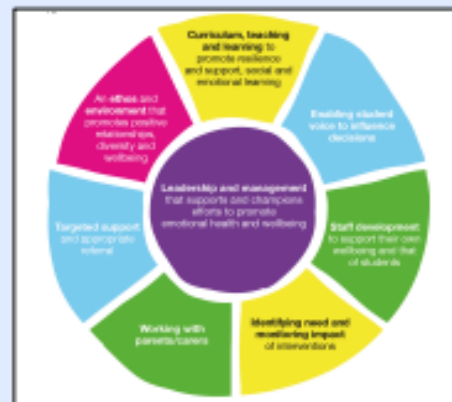 Curriculum, teaching
and learning to
promote resilience
and support, social and
emotional learning
Enabling student
voice to influence
decisions
Staff development
to support their own
wellbeing and that
of students
Identifying need and
monitoring impact
of interventions
Working with
parents/carers
Targeted support
and appropriate
referral
An ethos and
environment that
promotes positive
relationships,
diversity and
wellbeing
Leadership and management
that supports and champions
efforts to promote
emotional health and wellbeing